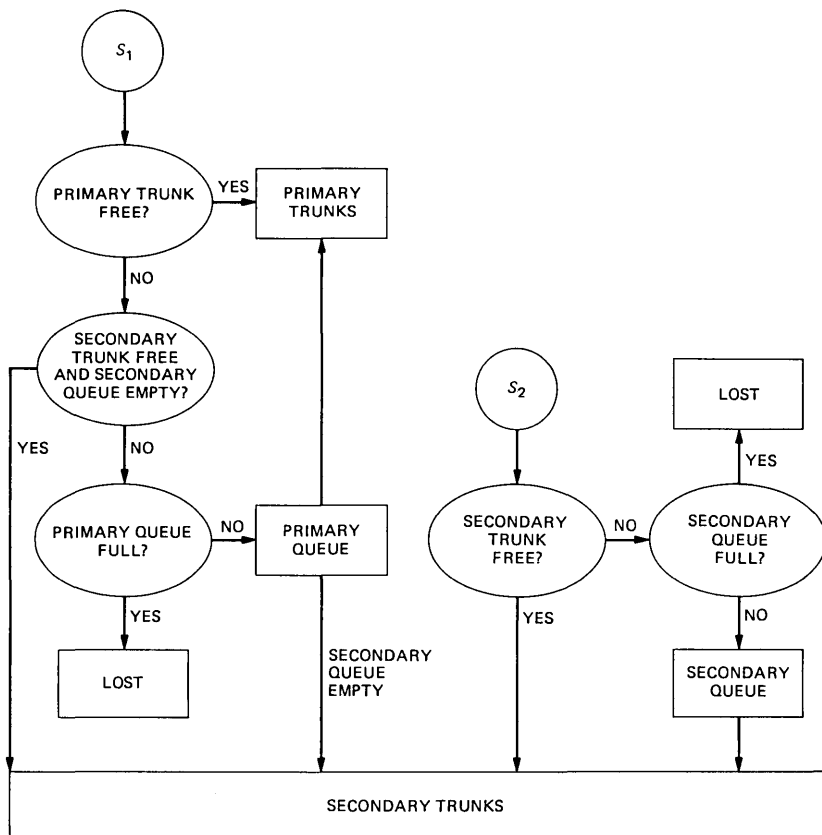 S1
PRIMARY TRUNK
FREE?
YES
PRIMARY
TRUNKS
NO
SECONDARY
TRUNK FREE
AND SECONDARY
QUEUE EMPTY?
YES
NO
PRIMARY QUEUE
FULL?
NO
PRIMARY
QUEUE
YES
LOST
SECONDARY
QUEUE
EMPTY
S2
SECONDARY
TRUNK
FREE?
NO
YES
LOST
YES
SECONDARY
QUEUE
FULL?
NO
SECONDARY
QUEUE
SECONDARY TRUNKS